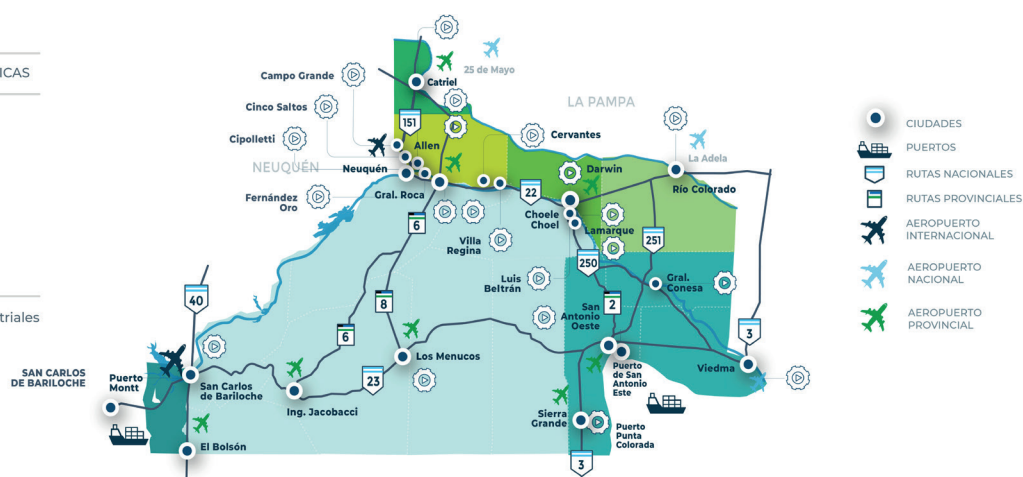 ICAS
triales
25 de Mayo
Campo Grande
Catriel
Cinco Saltos
LA PAMPA
151
Cipolletti
Allen
Cervantes
La Adela
NEUQUÉN
Neuquén
Darwin
Río Colorado
Fernández
Oro
Gral. Roca
22
6
Choele
Choel
Lamarque
Villa
Regina
251
250
Luis
Beltrán
Gral.
Conesa
40
8
2
San
Antonio
Oeste
6
3
Los Menucos
SAN CARLOS
DE BARILOCHE
Puerto
Montt
San Carlos
de Bariloche
23
Puerto
de San
Antonio
Este
Viedma
Ing. Jacobacci
Sierra
Grande
Puerto
Punta
Colorada
El Bolsón
3
CIUDADES
PUERTOS
RUTAS NACIONALES
RUTAS PROVINCIALES
AEROPUERTO
INTERNACIONAL
AEROPUERTO
NACIONAL
AEROPUERTO
PROVINCIAL